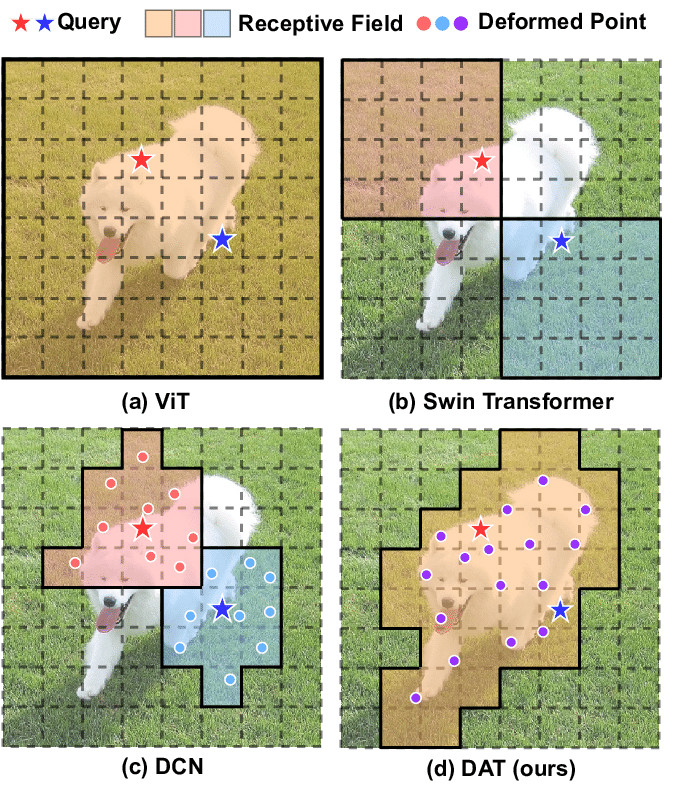 Query Receptive Field Deformed Point
(a) ViT
(b) Swin Transformer
(c) DCN
(d) DAT (ours)